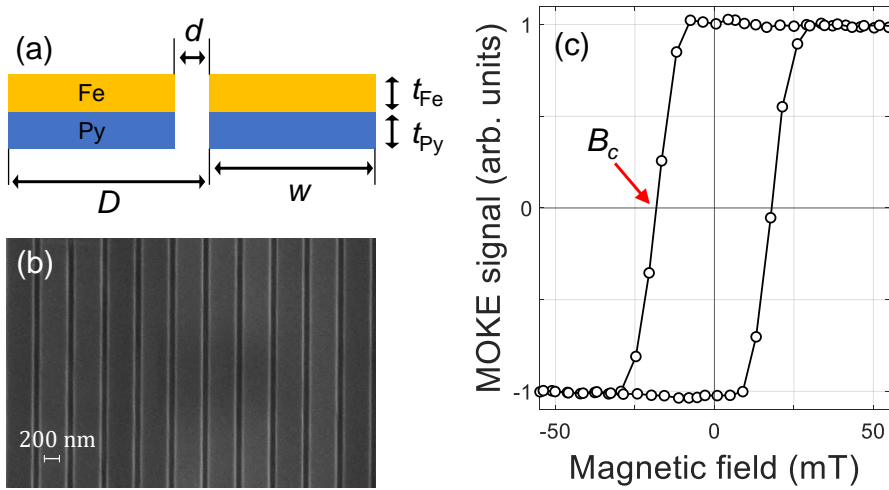 (a)
d
Fe
Py
t_Fe
t_Py
D
w
(b)
200 nm
(c)
B_c
MOKE signal (arb. units)
1
0
-1
-50
0
50
Magnetic field (mT)